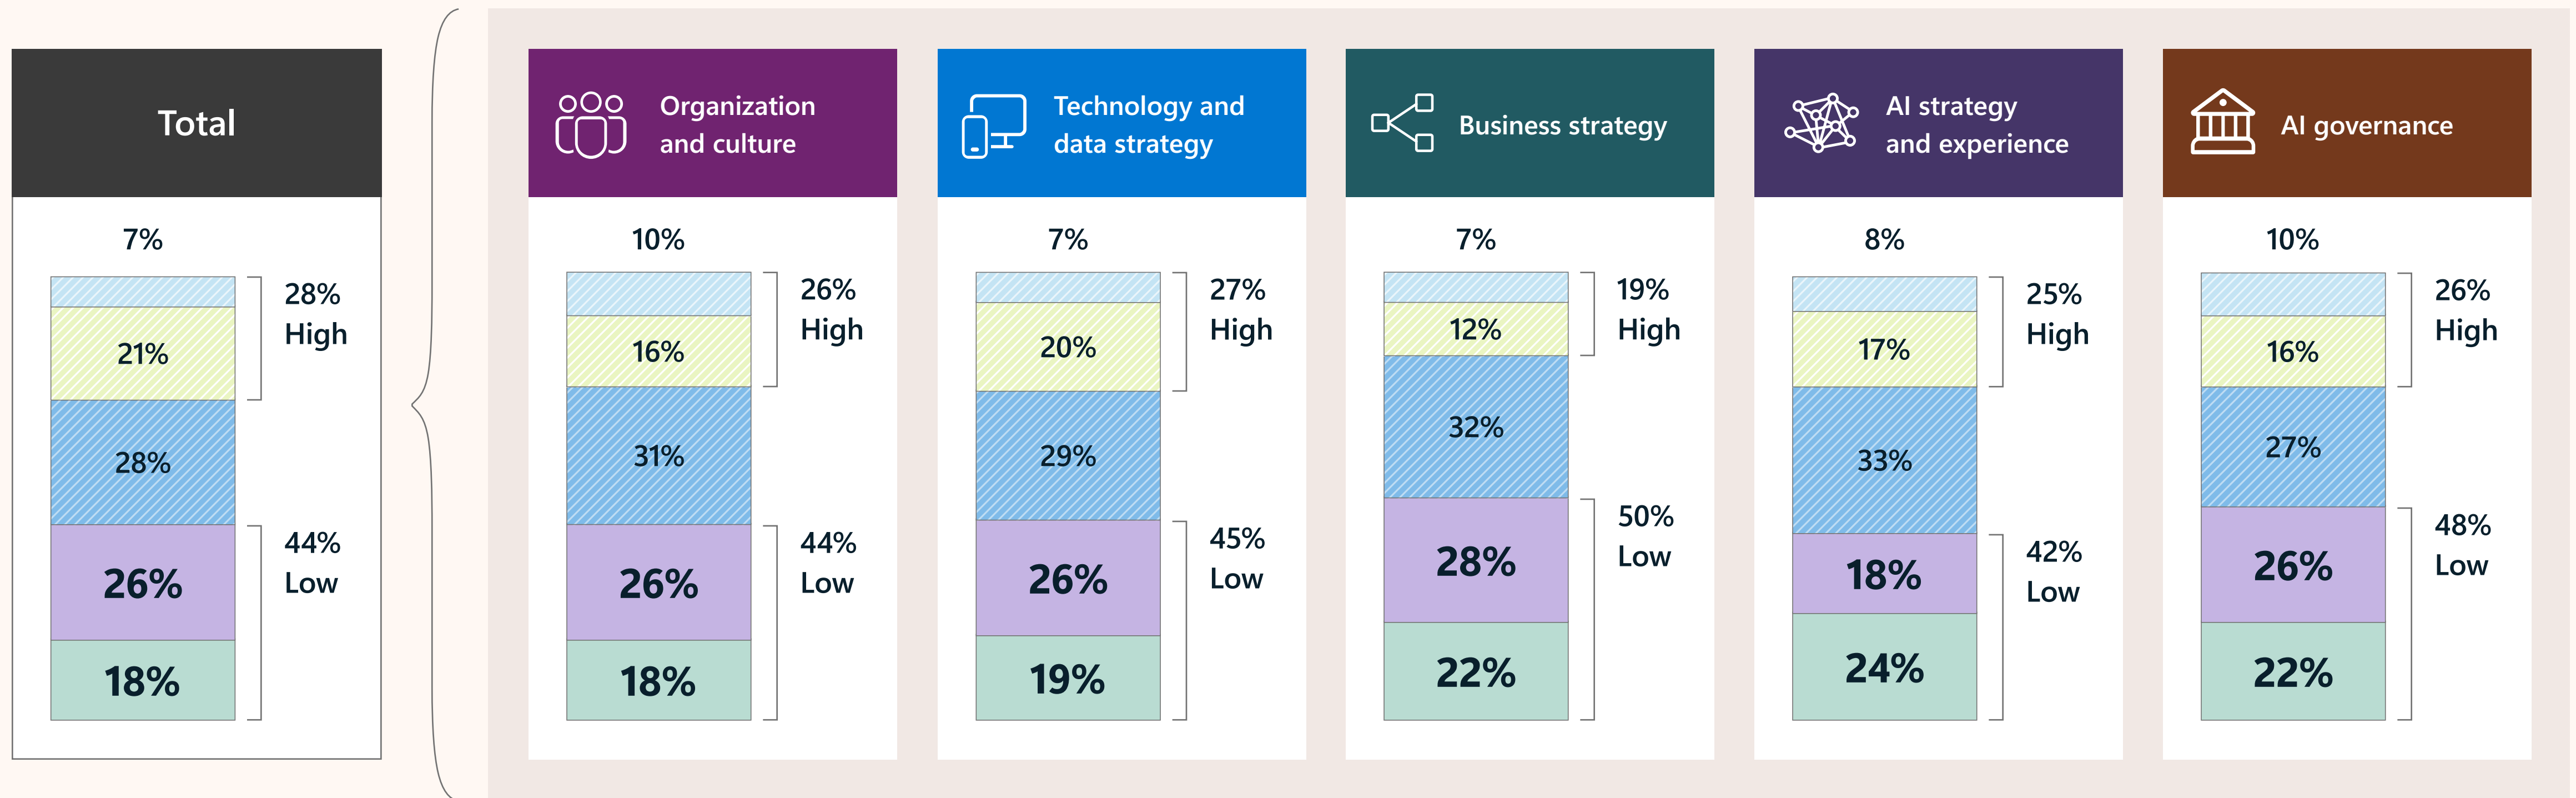 Total
7%
21%
28%
26%
18%
28%
High
44%
Low
Organization
and culture
10%
16%
31%
26%
18%
26%
High
44%
Low
Technology and
data strategy
7%
20%
29%
26%
19%
27%
High
45%
Low
Business strategy
7%
12%
32%
28%
22%
19%
High
50%
Low
AI strategy
and experience
8%
17%
33%
18%
24%
25%
High
42%
Low
AI governance
10%
16%
27%
26%
22%
26%
High
48%
Low